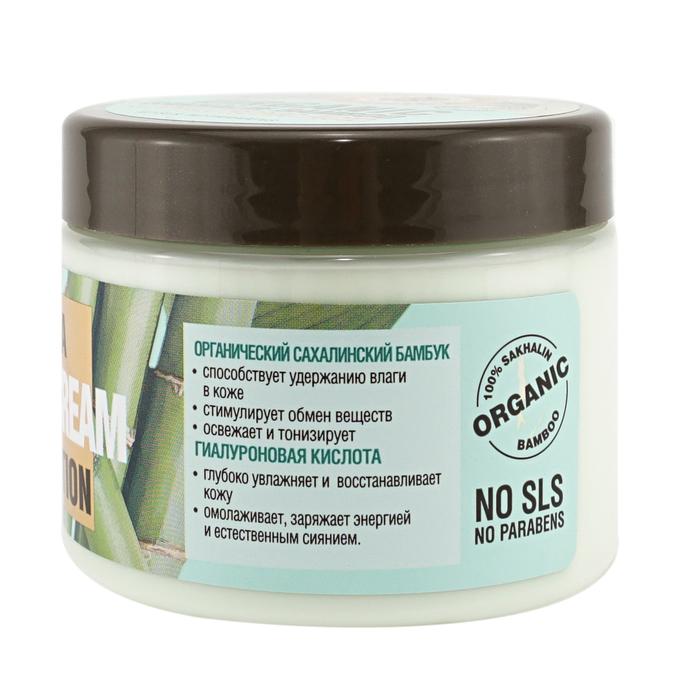 A
REAM
TION
ОРГАНИЧЕСКИЙ САХАЛИНСКИЙ БАМБУК
• способствует удержанию влаги
в коже
• стимулирует обмен веществ
• освежает и тонизирует
ГИАЛУРОНОВАЯ КИСЛОТА
• глубоко увлажняет и восстанавливает
кожу
• омолаживает, заряжает энергией
и естественным сиянием.
100% SAKHALIN
ORGANIC
BAMBOO
NO SLS
NO PARABENS